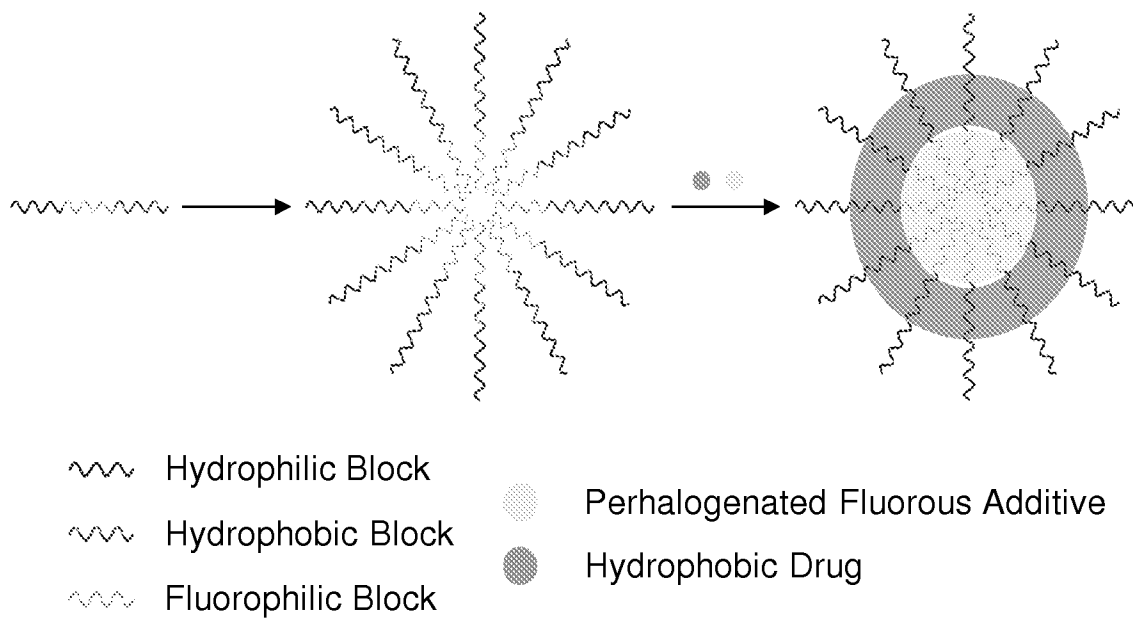 Hydrophilic Block
Hydrophobic Block
Fluorophilic Block
Perhalogenated Fluorous Additive
Hydrophobic Drug